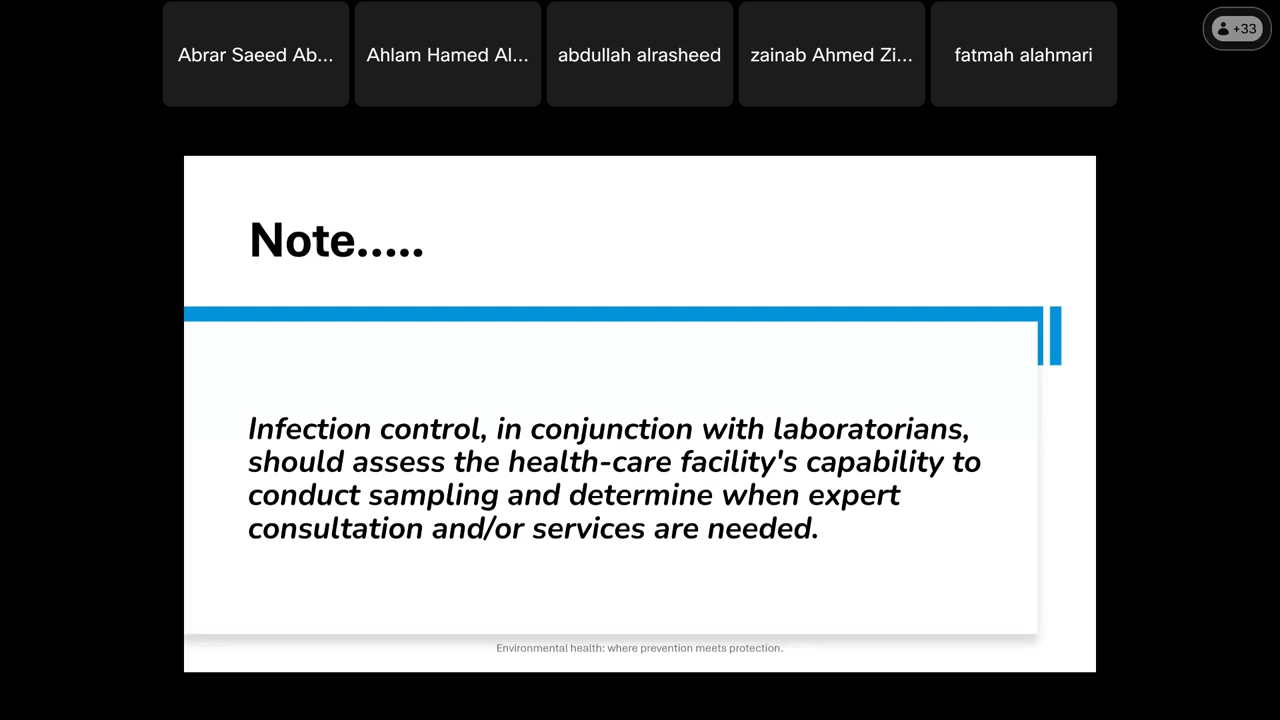 Abrar Saeed Ab...
Ahlam Hamed Al...
abdullah alrasheed
zainab Ahmed Zi...
fatmah alahmari
+33
Note.....
Infection control, in conjunction with laboratorians,
should assess the health-care facility's capability to
conduct sampling and determine when expert
consultation and/or services are needed.
Environmental health: where prevention meets protection.